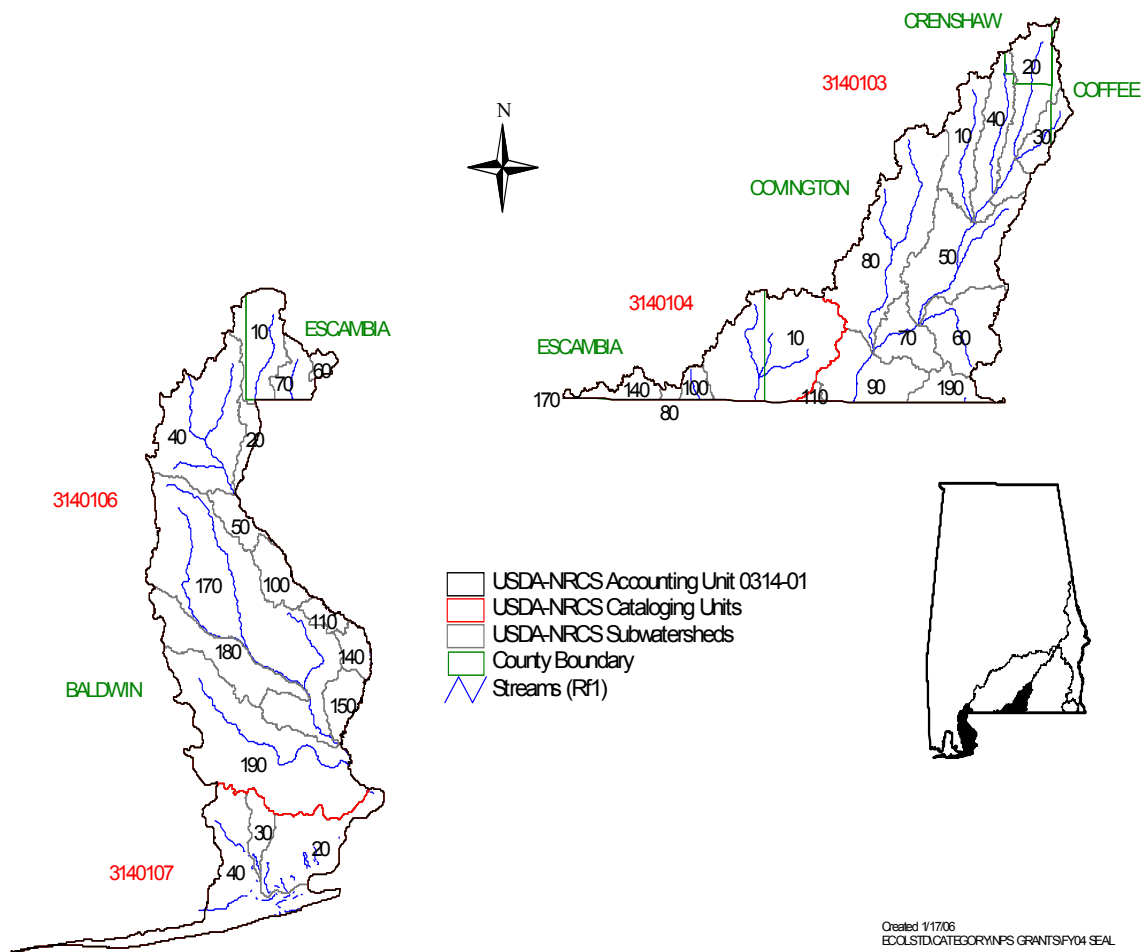 CRENSHAW
20
3140103
COFFEE
40
10
30
N
COVINGTON
80
50
3140104
ESCAMBIA
10
70
60
10
ESCAMBIA
60
70
140
100
90
190
110
170
80
40
20
3140106
50
170
100
110
140
180
150
BALDWIN
190
30
20
40
3140107
USDA-NRCS Accounting Unit 0314-01
USDA-NRCS Cataloging Units
USDA-NRCS Subwatersheds
County Boundary
Streams (Rf1)
Created 1/17/06
ECOLSTD\CATEGORY\NPS GRANTS\FY04 SEAL